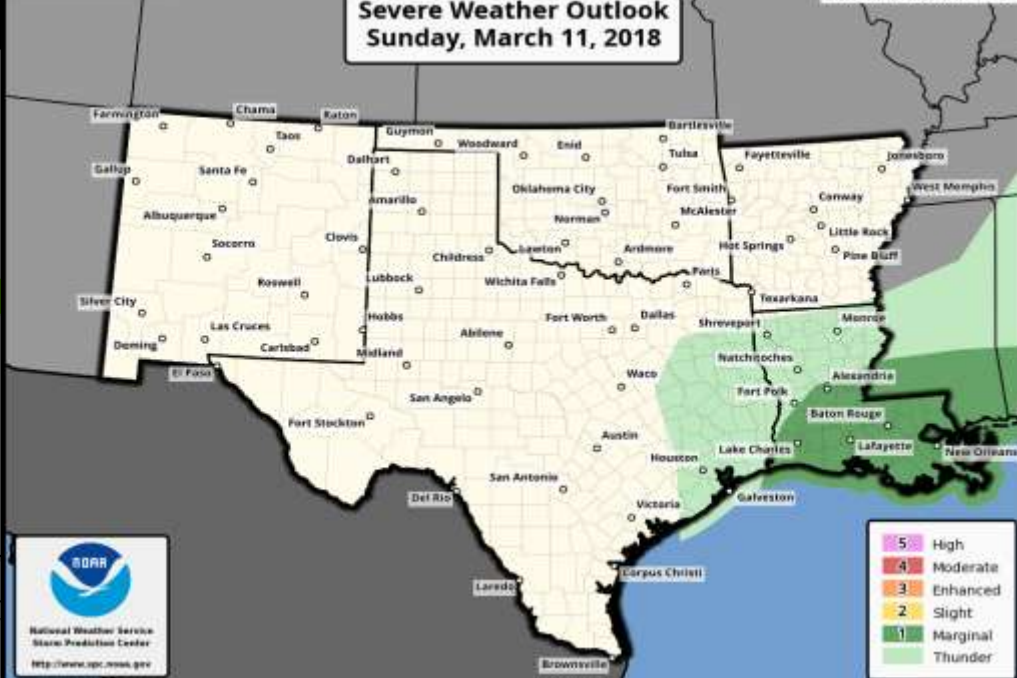 Severe Weather Outlook
Sunday, March 11, 2018
Farmington
Chama
Raton
Taos
Guymon
Woodward
Enid
Bartlesville
Gallup
Santa Fe
Dalhart
Tulsa
Fayetteville
Jonesboro
Albuquerque
Amarillo
Oklahoma City
Fort Smith
Conway
West Memphis
Norman
McAlester
Socorro
Clovis
Childress
Lawton
Ardmore
Hot Springs
Little Rock
Pine Bluff
Roswell
Lubbock
Wichita Falls
Paris
Texarkana
Silver City
Las Cruces
Hobbs
Abilene
Fort Worth
Dallas
Shreveport
Monroe
Deming
Carlsbad
Midland
Natchitoches
El Paso
Waco
Alexandria
San Angelo
Fort Polk
Fort Stockton
Baton Rouge
Austin
Lake Charles
Lafayette
New Orleans
Houston
San Antonio
Del Rio
Victoria
Galveston
Laredo
Corpus Christi
Brownsville
NOAA
National Weather Service
Storm Prediction Center
http://www.spc.noaa.gov
5 High
4 Moderate
3 Enhanced
2 Slight
1 Marginal
Thunder